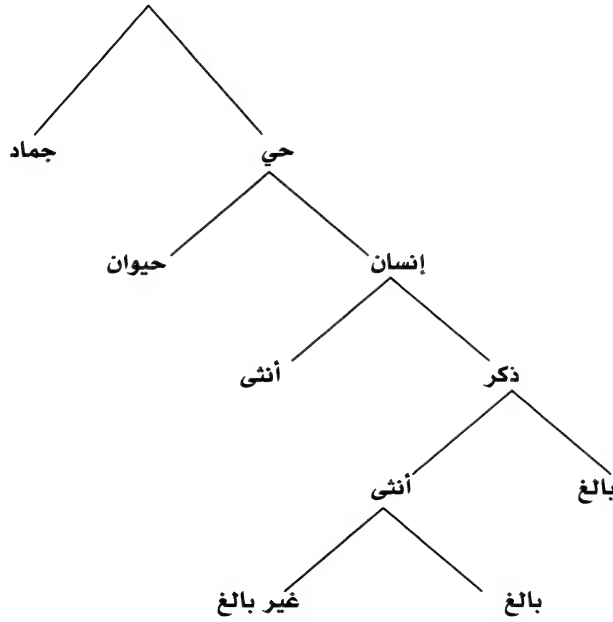 حي جماد
إنسان حيوان
ذكر أنثى
بالغ أنثى
بالغ غير بالغ